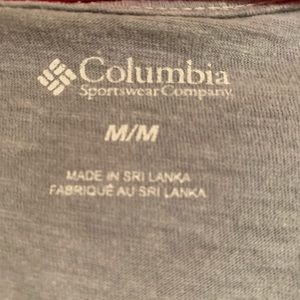 Columbia
Sportswear Company
M/M
MADE IN SRI LANKA
FABRIQUÉ AU SRI LANKA